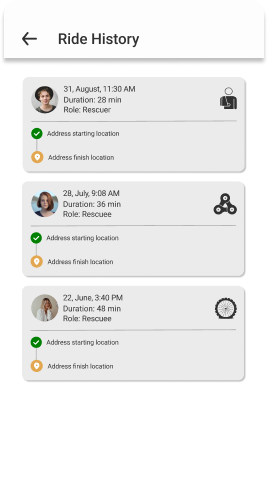 Ride History
31, August, 11:30 AM
Duration: 28 min
Role: Rescuer
Address starting location
Address finish location
28, July, 9:08 AM
Duration: 36 min
Role: Rescuee
Address starting location
Address finish location
22, June, 3:40 PM
Duration: 48 min
Role: Rescuee
Address starting location
Address finish location